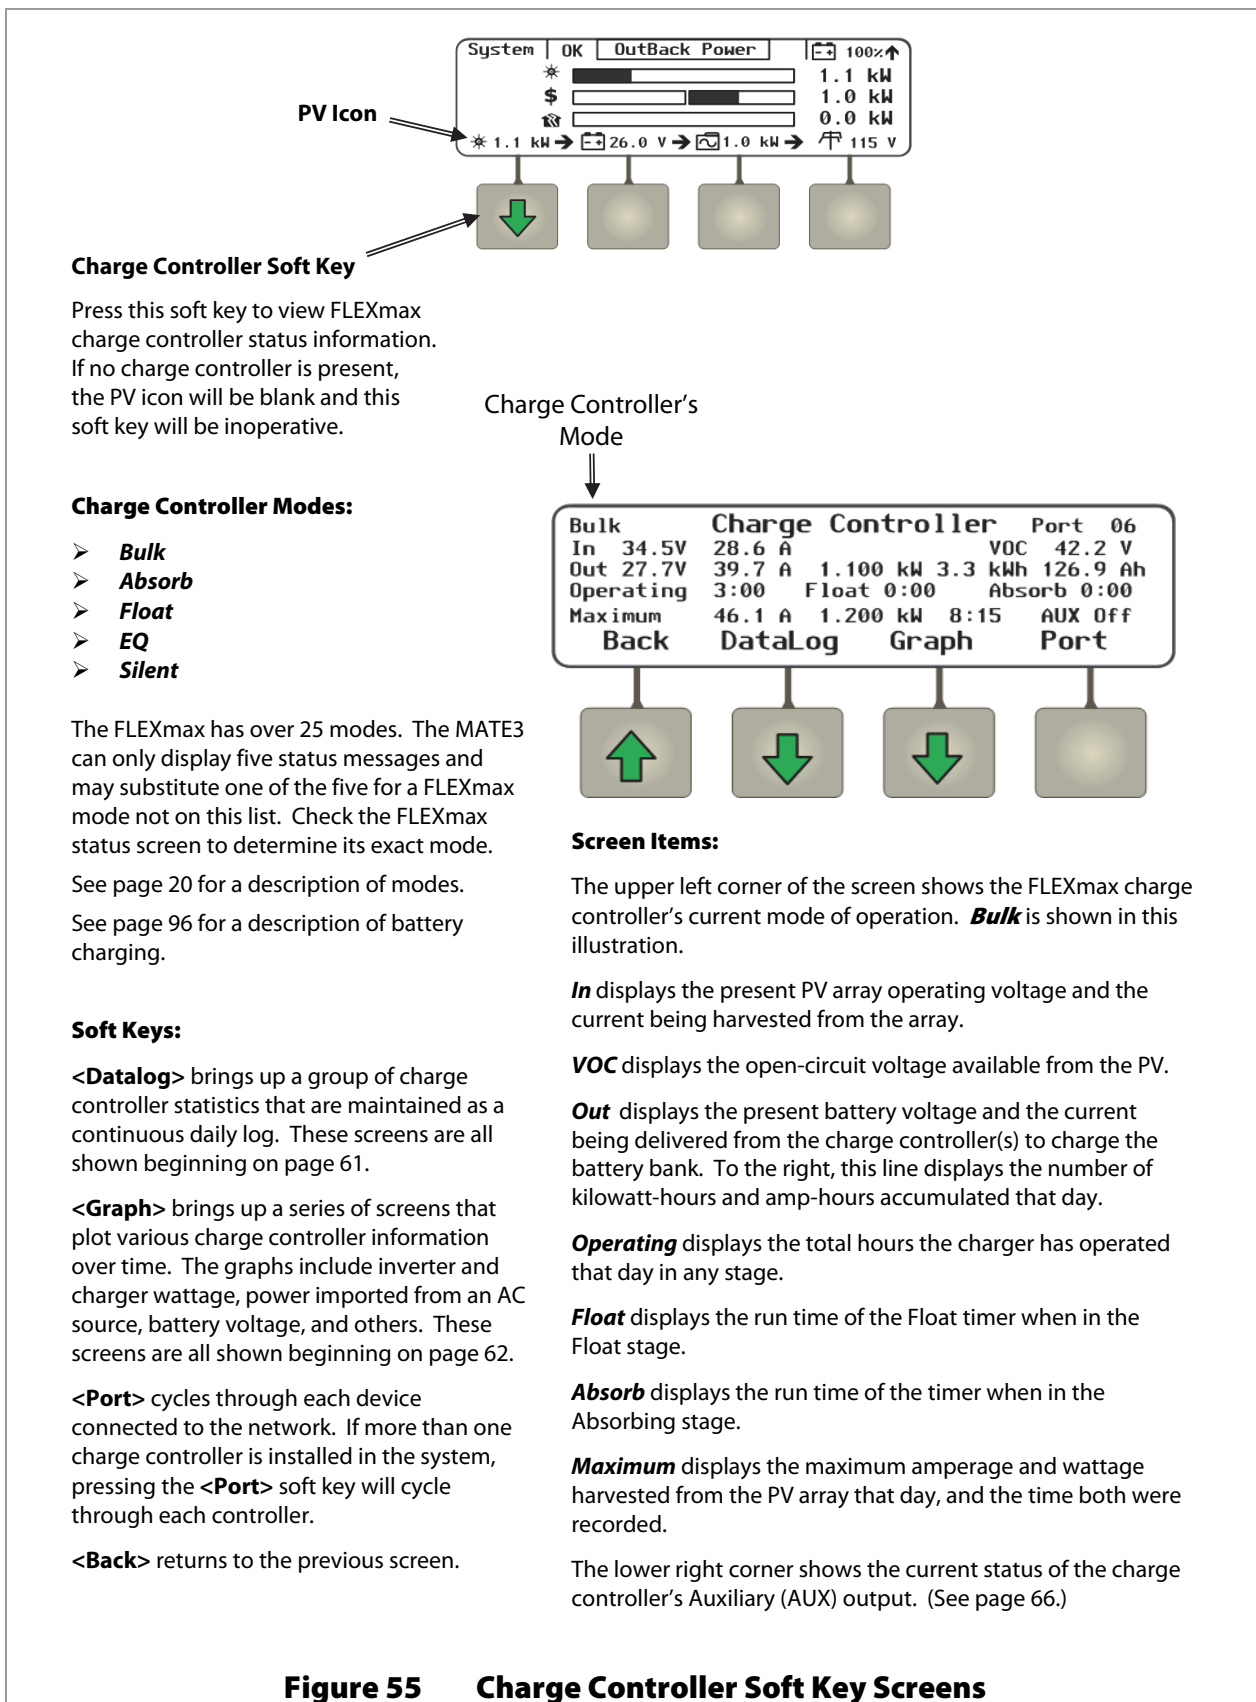 System OK OutBack Power 100%
1.1 kW
$ 1.0 kW
0.0 kW
1.1 kW 26.0 V 1.0 kW 115 V
PV Icon
Charge Controller Soft Key
Press this soft key to view FLEXmax
charge controller status information.
If no charge controller is present,
the PV icon will be blank and this
soft key will be inoperative.
Charge Controller's
Mode
Charge Controller Modes:
Bulk
Absorb
Float
EQ
Silent
The FLEXmax has over 25 modes. The MATE3
can only display five status messages and
may substitute one of the five for a FLEXmax
mode not on this list. Check the FLEXmax
status screen to determine its exact mode.
See page 20 for a description of modes.
See page 96 for a description of battery
charging.
Soft Keys:
<Datalog> brings up a group of charge
controller statistics that are maintained as a
continuous daily log. These screens are all
shown beginning on page 61.
<Graph> brings up a series of screens that
plot various charge controller information
over time. The graphs include inverter and
charger wattage, power imported from an AC
source, battery voltage, and others. These
screens are all shown beginning on page 62.
<Port> cycles through each device
connected to the network. If more than one
charge controller is installed in the system,
pressing the <Port> soft key will cycle
through each controller.
<Back> returns to the previous screen.
Bulk Charge Controller Port 06
In 34.5V 28.6 A VOC 42.2 V
Out 27.7V 39.7 A 1.100 kW 3.3 kWh 126.9 Ah
Operating 3:00 Float 0:00 Absorb 0:00
Maximum 46.1 A 1.200 kW 8:15 AUX Off
Back DataLog Graph Port
Screen Items:
The upper left corner of the screen shows the FLEXmax charge
controller's current mode of operation. Bulk is shown in this
illustration.
In displays the present PV array operating voltage and the
current being harvested from the array.
VOC displays the open-circuit voltage available from the PV.
Out displays the present battery voltage and the current
being delivered from the charge controller(s) to charge the
battery bank. To the right, this line displays the number of
kilowatt-hours and amp-hours accumulated that day.
Operating displays the total hours the charger has operated
that day in any stage.
Float displays the run time of the Float timer when in the
Float stage.
Absorb displays the run time of the timer when in the
Absorbing stage.
Maximum displays the maximum amperage and wattage
harvested from the PV array that day, and the time both were
recorded.
The lower right corner shows the current status of the charge
controller's Auxiliary (AUX) output. (See page 66.)
Figure 55 Charge Controller Soft Key Screens